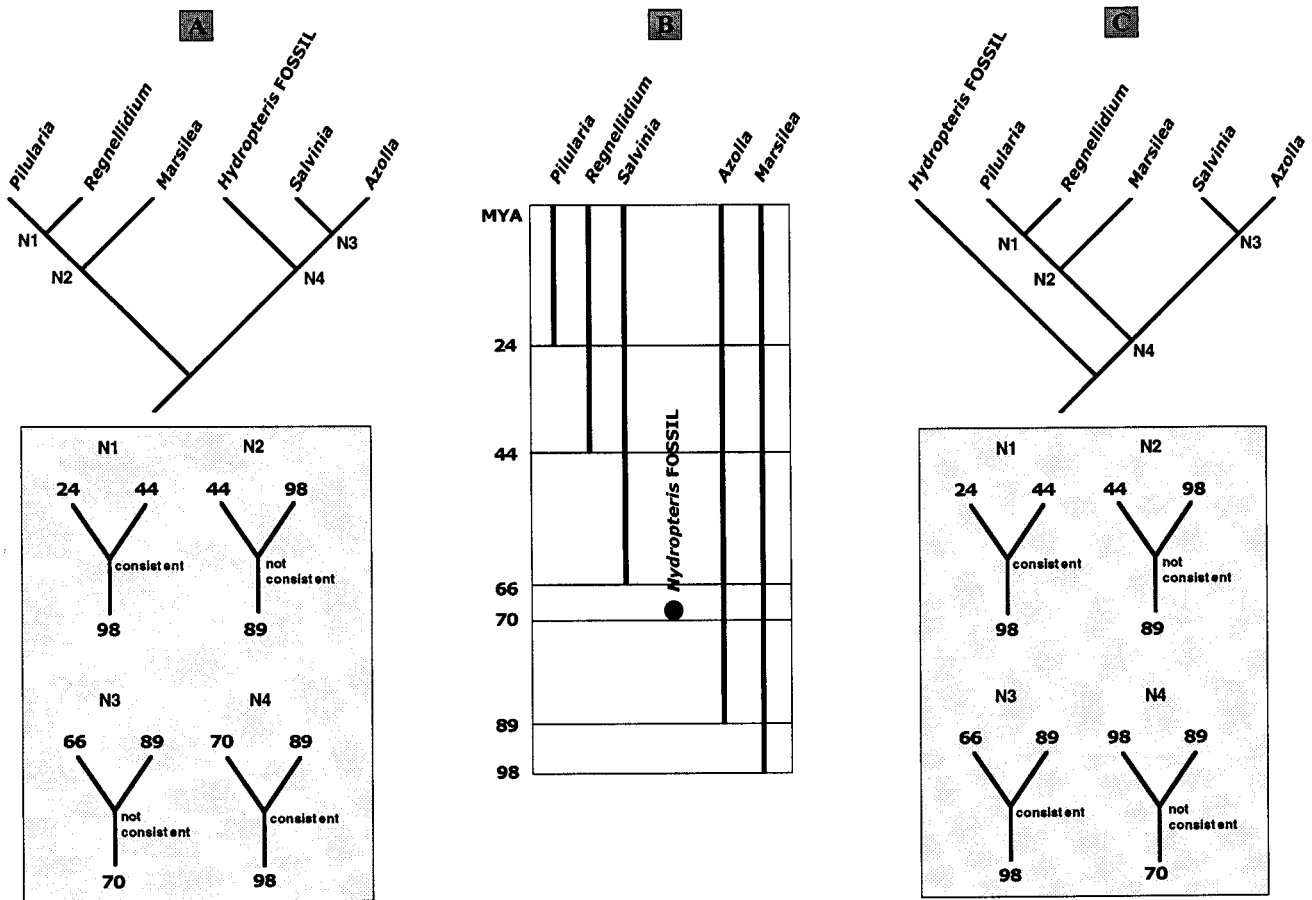 A
Pilularia
Regnellidium
Marsilea
Hydropteris FOSSIL
Salvinia
Azolla
N1
N2
N3
N4
N1
N2
24
44
44
98
consistent
not
consistent
98
89
N3
N4
66
89
70
89
not
consistent
consistent
70
98
B
Pilularia
Regnellidium
Salvinia
Azolla
Marsilea
MYA
24
44
66
70
89
98
Hydropteris FOSSIL
C
Hydropteris FOSSIL
Pilularia
Regnellidium
Marsilea
Salvinia
Azolla
N1
N2
N3
N4
N1
N2
24
44
44
98
consistent
not
consistent
98
89
N3
N4
66
89
98
89
consistent
not
consistent
98
70